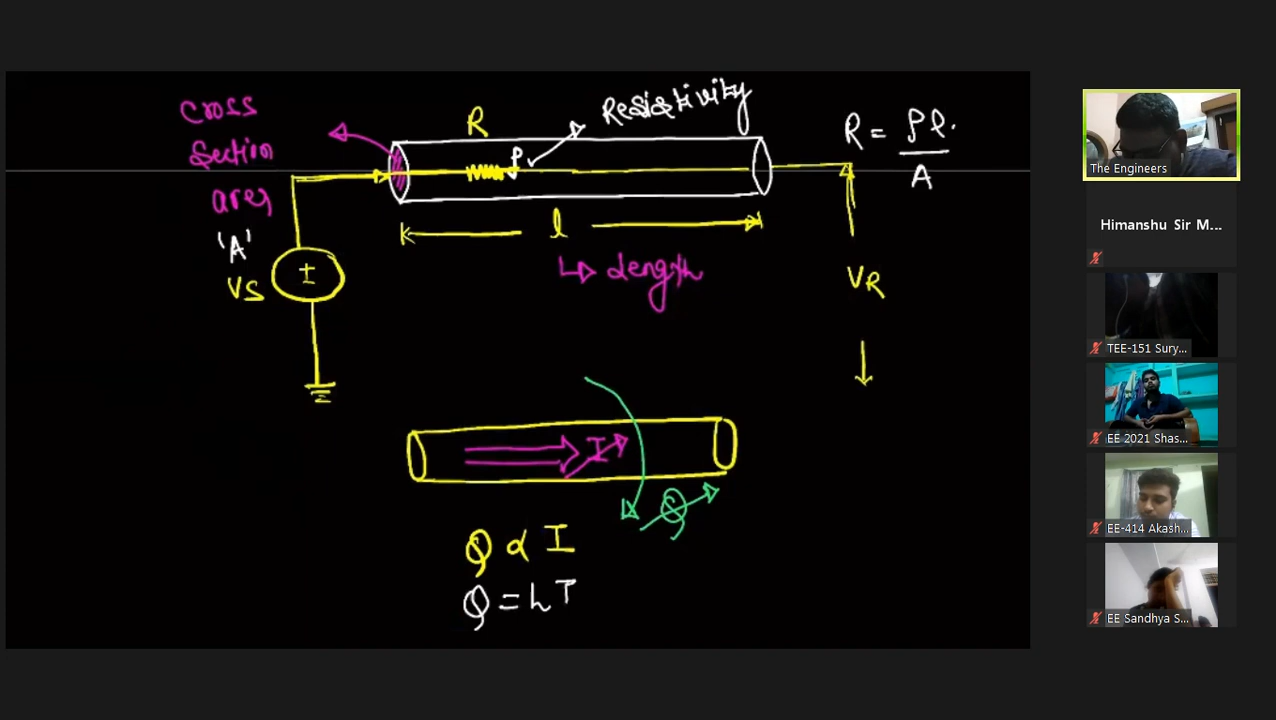 Cross
Section
area
'A'
VS
±
R
ρ
Resistivity
R = ρl.
A
l
↳ Length
VR
I
φ
φ α I
φ = L I
The Engineers
Himanshu Sir M...
TEE-151 Sury...
EE 2021 Shas...
EE-414 Akash...
EE Sandhya S...